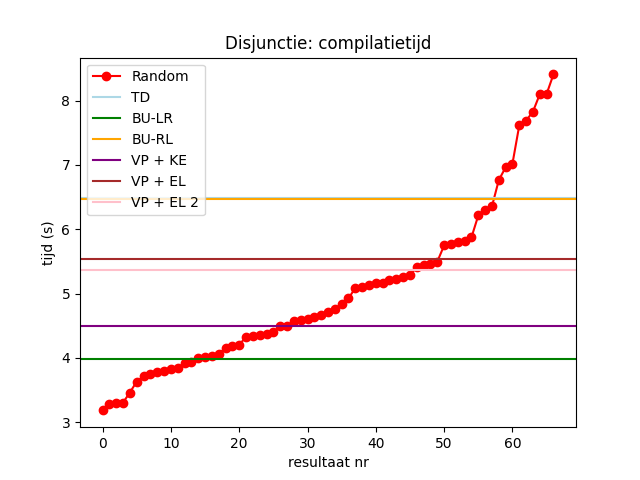 Disjunctie: compilatietijd
Random
TD
BU-LR
BU-RL
VP + KE
VP + EL
VP + EL 2
tijd (s)
8
7
6
5
4
3
0 10 20 30 40 50 60
resultaat nr